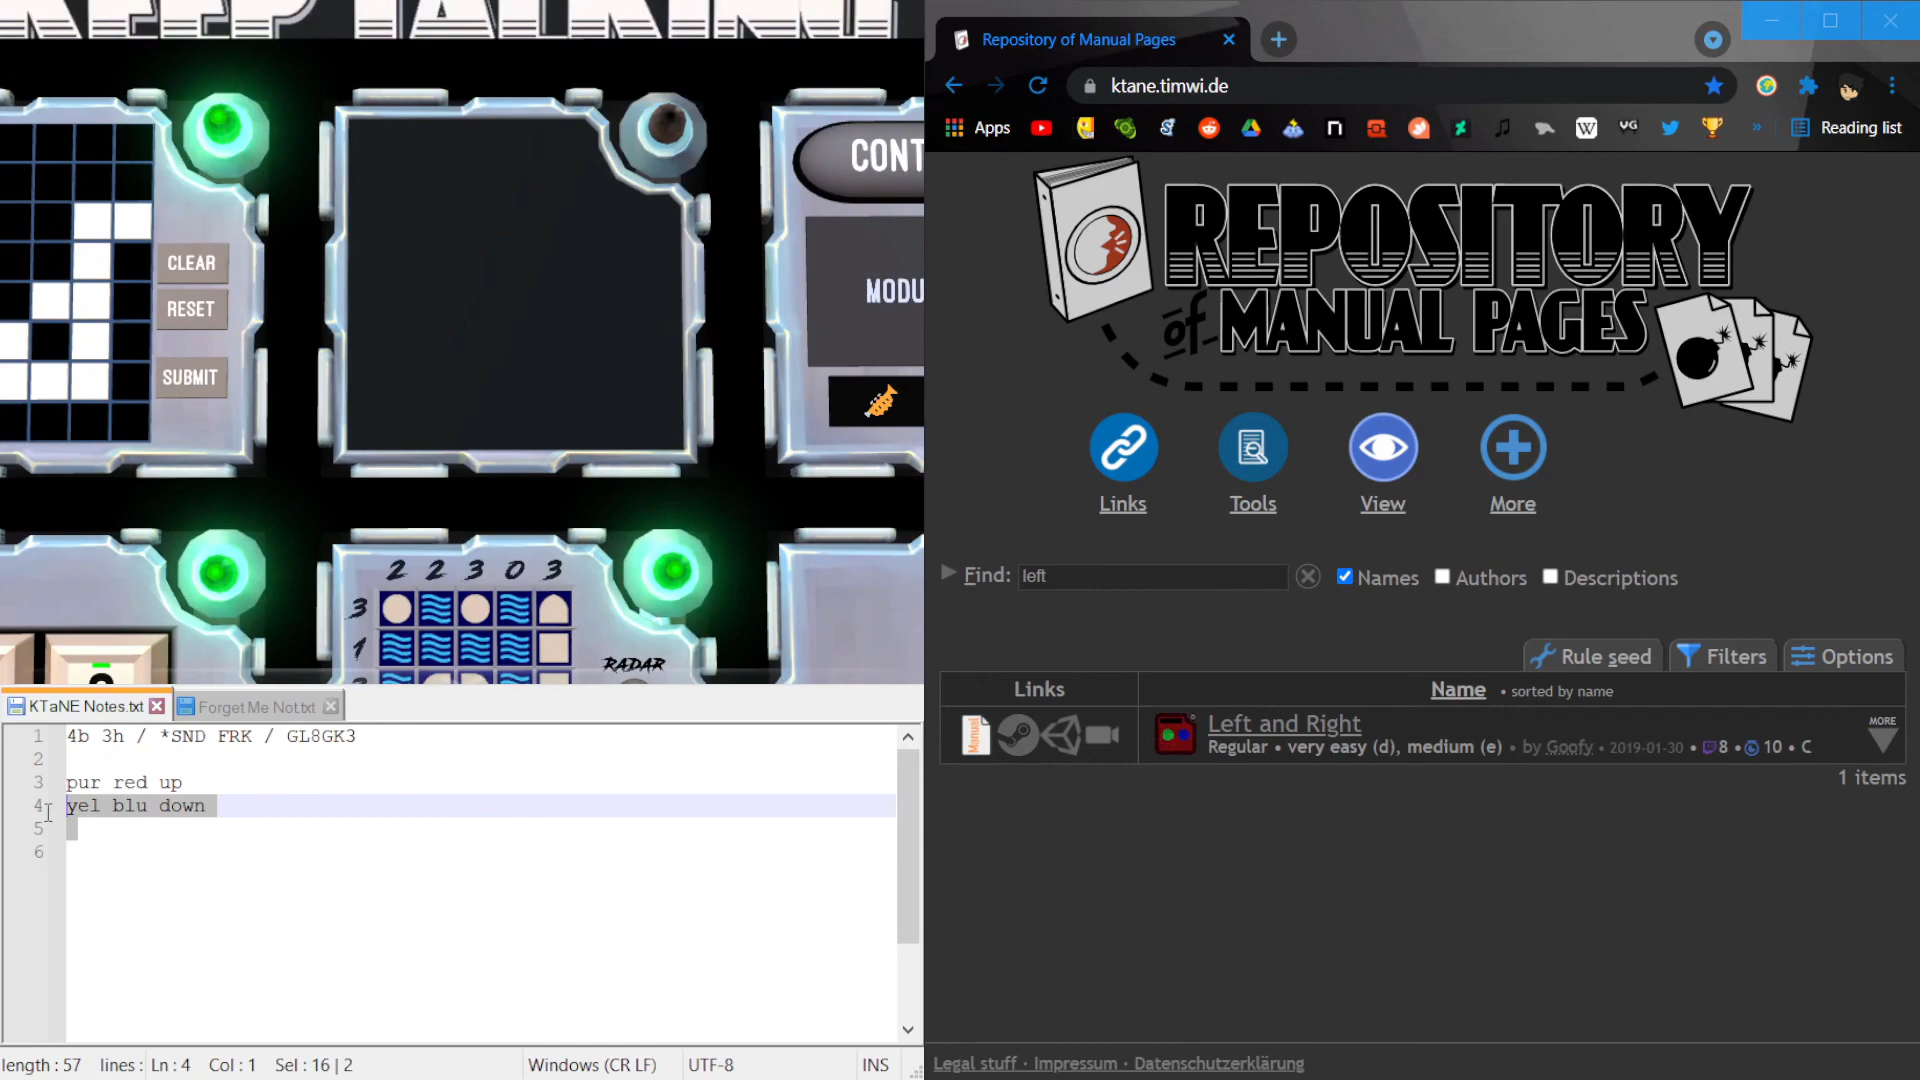 KEEP TALKING
CLEAR
RESET
SUBMIT
CONT
MODU
2 2 3 0 3
3
1
RADAR
KTaNE Notes.txt
Forget Me Not.txt
1 4b 3h / *SND FRK / GL8GK3
2
3 pur red up
4 yel blu down
5
6
length : 57 lines : Ln : 4 Col : 1 Sel : 16 | 2 Windows (CR LF) UTF-8 INS
Repository of Manual Pages
ktane.timwi.de
Apps
Reading list
REPOSITORY
of MANUAL PAGES
Manual
Links
Tools
View
More
Find: left Names Authors Descriptions
Rule seed Filters Options
Links Name • sorted by name
Left and Right
Regular • very easy (d), medium (e) • by Goofy • 2019-01-30 • 8 • 10 • C
MORE
1 items
Legal stuff · Impressum · Datenschutzerklärung